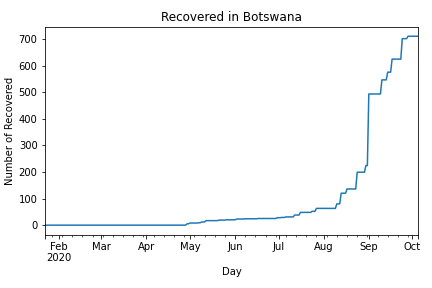 Recovered in Botswana
Number of Recovered
700
600
500
400
300
200
100
0
Feb Mar Apr May Jun Jul Aug Sep Oct
2020
Day